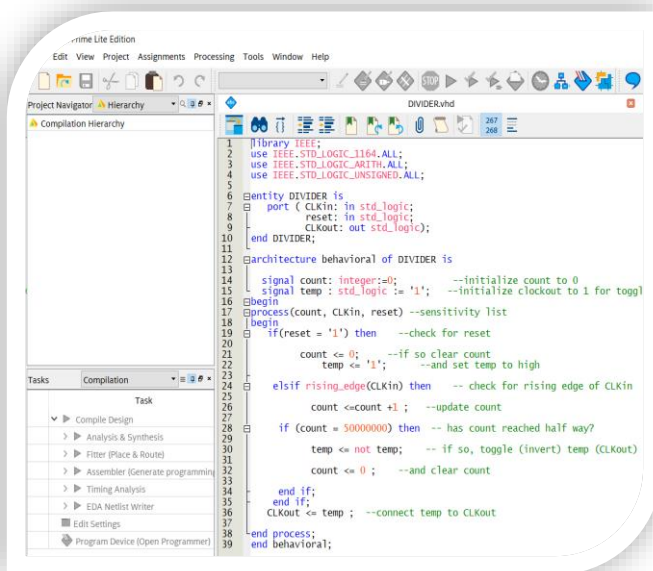 Prime Lite Edition
Edit View Project Assignments Processing Tools Window Help
Project Navigator Hierarchy
Compilation Hierarchy
DIVIDER.vhd
267
268
1 library IEEE;
2 use IEEE.STD_LOGIC_1164.ALL;
3 use IEEE.STD_LOGIC_ARITH.ALL;
4 use IEEE.STD_LOGIC_UNSIGNED.ALL;
5
6 entity DIVIDER is
7 port ( CLKin: in std_logic;
8 reset: in std_logic;
9 CLKout: out std_logic);
10 end DIVIDER;
11
12 architecture behavioral of DIVIDER is
13
14 signal count: integer:=0; --initialize count to 0
15 signal temp : std_logic := '1'; --initialize clockout to 1 for toggl
16 begin
17 process(count, CLKin, reset) --sensitivity list
18 begin
19 if(reset = '1') then --check for reset
20
21 count <= 0; --if so clear count
22 temp <= '1'; --and set temp to high
23
24 elsif rising_edge(CLKin) then -- check for rising edge of CLKin
25
26 count <=count +1 ; --update count
27
28 if (count = 50000000) then -- has count reached half way?
29
30 temp <= not temp; -- if so, toggle (invert) temp (CLKout)
31
32 count <= 0 ; --and clear count
33
34 end if;
35 end if;
36 CLKout <= temp ; --connect temp to CLKout
37
38 end process;
39 end behavioral;
Tasks Compilation
Task
Compile Design
Analysis & Synthesis
Fitter (Place & Route)
Assembler (Generate programming
Timing Analysis
EDA Netlist Writer
Edit Settings
Program Device (Open Programmer)